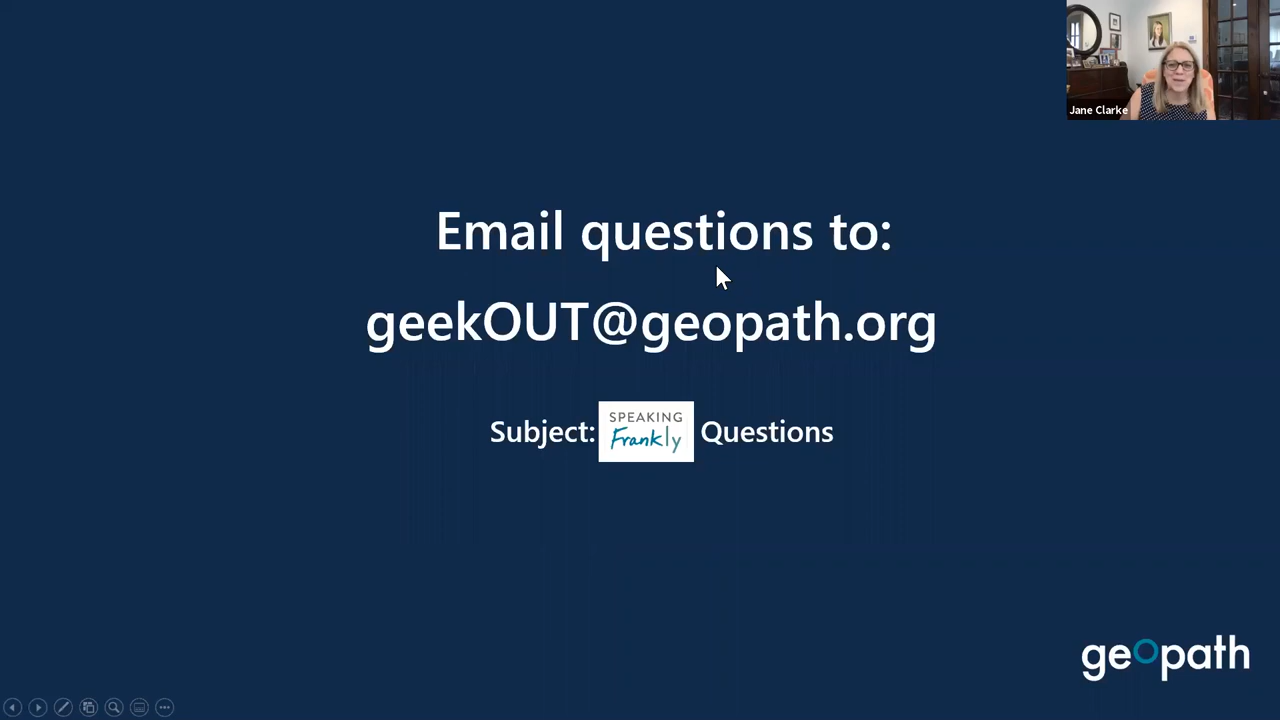 Jane Clarke
Email questions to:
geekOUT@geopath.org
Subject: SPEAKING Frankly Questions
geopath